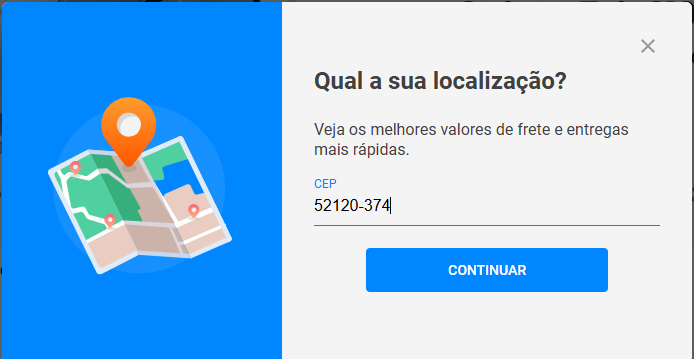 Qual a sua localização?
Veja os melhores valores de frete e entregas
mais rápidas.
CEP
52120-374
CONTINUAR